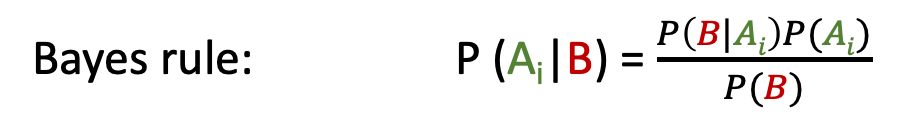 Bayes rule: P (Aᵢ|B) = P(B|Aᵢ)P(Aᵢ) / P(B)